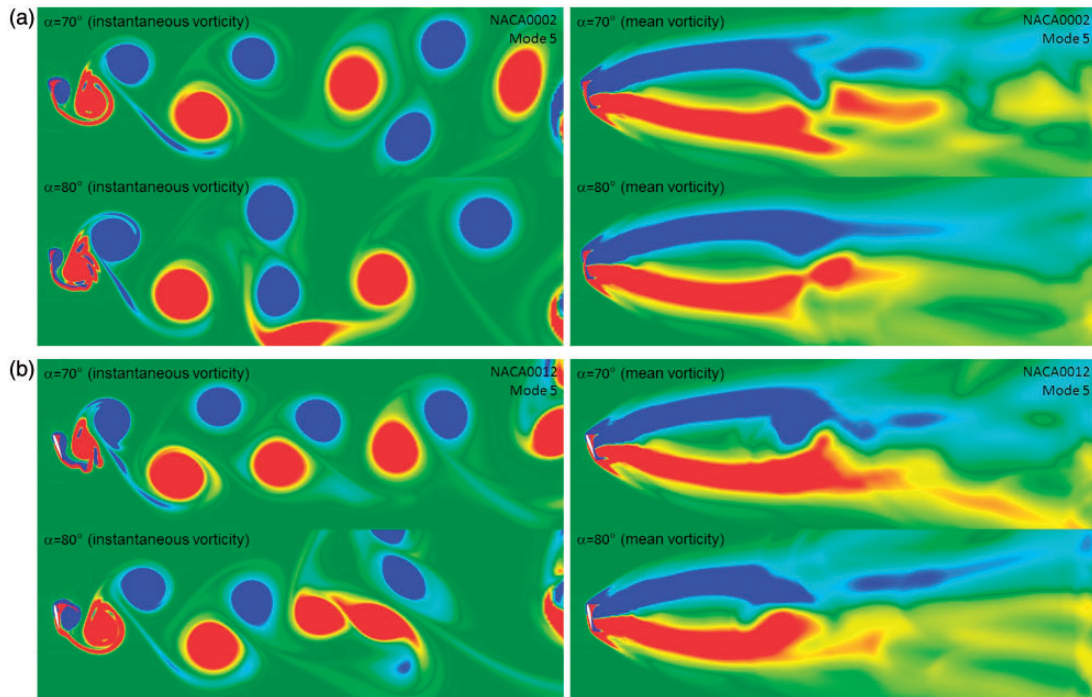 (a)
α=70° (instantaneous vorticity)
NACA0002
Mode 5
α=70° (mean vorticity)
NACA0002
Mode 5
α=80° (instantaneous vorticity)
α=80° (mean vorticity)
(b)
α=70° (instantaneous vorticity)
NACA0012
Mode 5
α=70° (mean vorticity)
NACA0012
Mode 5
α=80° (instantaneous vorticity)
α=80° (mean vorticity)